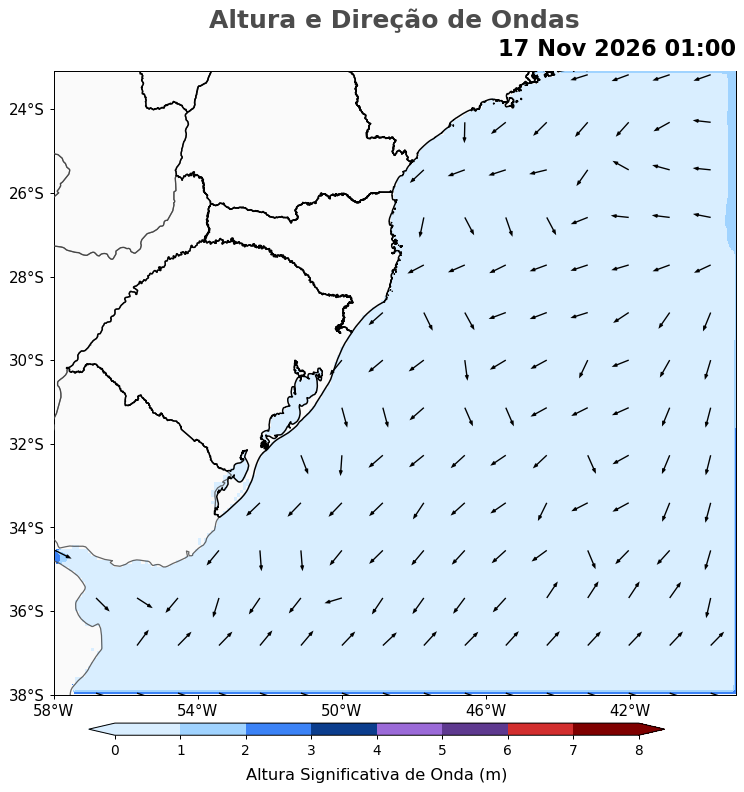 Altura e Direção de Ondas
17 Nov 2026 01:00
24°S
26°S
28°S
30°S
32°S
34°S
36°S
38°S
58°W 54°W 50°W 46°W 42°W
0 1 2 3 4 5 6 7 8
Altura Significativa de Onda (m)